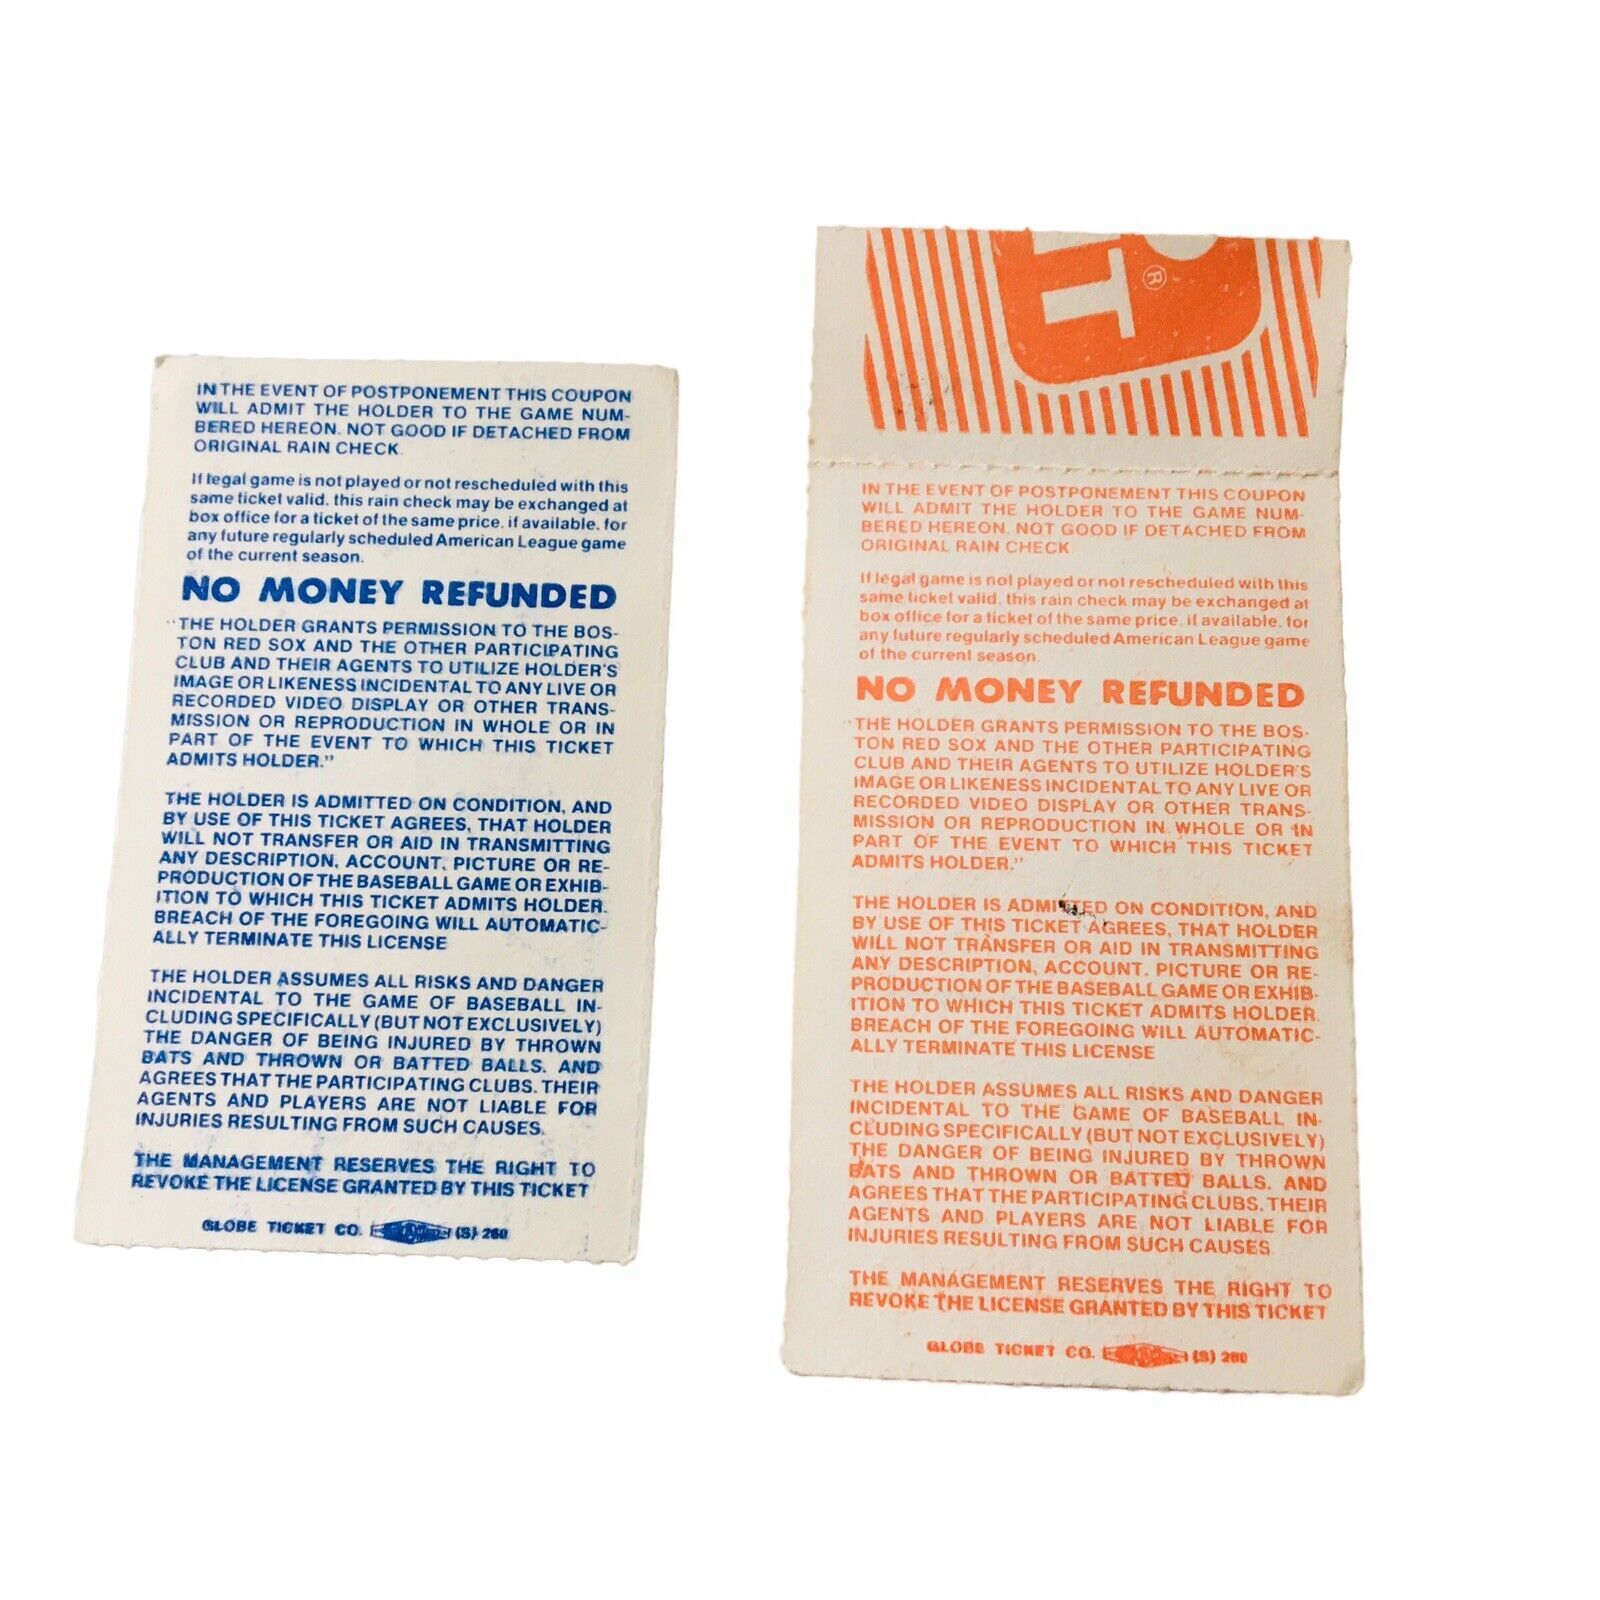 IN THE EVENT OF POSTPONEMENT THIS COUPON
WILL ADMIT THE HOLDER TO THE GAME NUM-
BERED HEREON. NOT GOOD IF DETACHED FROM
ORIGINAL RAIN CHECK.
If legal game is not played or not rescheduled with this
same ticket valid, this rain check may be exchanged at
box office for a ticket of the same price, if available, for
any future regularly scheduled American League game
of the current season.
NO MONEY REFUNDED
"THE HOLDER GRANTS PERMISSION TO THE BOS-
TON RED SOX AND THE OTHER PARTICIPATING
CLUB AND THEIR AGENTS TO UTILIZE HOLDER'S
IMAGE OR LIKENESS INCIDENTAL TO ANY LIVE OR
RECORDED VIDEO DISPLAY OR OTHER TRANS-
MISSION OR REPRODUCTION IN WHOLE OR IN
PART OF THE EVENT TO WHICH THIS TICKET
ADMITS HOLDER."
THE HOLDER IS ADMITTED ON CONDITION, AND
BY USE OF THIS TICKET AGREES, THAT HOLDER
WILL NOT TRANSFER OR AID IN TRANSMITTING
ANY DESCRIPTION, ACCOUNT, PICTURE OR RE-
PRODUCTION OF THE BASEBALL GAME OR EXHIB-
ITION TO WHICH THIS TICKET ADMITS HOLDER.
BREACH OF THE FOREGOING WILL AUTOMATIC-
ALLY TERMINATE THIS LICENSE
THE HOLDER ASSUMES ALL RISKS AND DANGER
INCIDENTAL TO THE GAME OF BASEBALL IN-
CLUDING SPECIFICALLY (BUT NOT EXCLUSIVELY)
THE DANGER OF BEING INJURED BY THROWN
BATS AND THROWN OR BATTED BALLS, AND
AGREES THAT THE PARTICIPATING CLUBS, THEIR
AGENTS AND PLAYERS ARE NOT LIABLE FOR
INJURIES RESULTING FROM SUCH CAUSES.
THE MANAGEMENT RESERVES THE RIGHT TO
REVOKE THE LICENSE GRANTED BY THIS TICKET
GLOBE TICKET CO. (S) 260
T ®
IN THE EVENT OF POSTPONEMENT THIS COUPON
WILL ADMIT THE HOLDER TO THE GAME NUM-
BERED HEREON. NOT GOOD IF DETACHED FROM
ORIGINAL RAIN CHECK.
If legal game is not played or not rescheduled with this
same ticket valid, this rain check may be exchanged at
box office for a ticket of the same price, if available, for
any future regularly scheduled American League game
of the current season.
NO MONEY REFUNDED
"THE HOLDER GRANTS PERMISSION TO THE BOS-
TON RED SOX AND THE OTHER PARTICIPATING
CLUB AND THEIR AGENTS TO UTILIZE HOLDER'S
IMAGE OR LIKENESS INCIDENTAL TO ANY LIVE OR
RECORDED VIDEO DISPLAY OR OTHER TRANS-
MISSION OR REPRODUCTION IN WHOLE OR IN
PART OF THE EVENT TO WHICH THIS TICKET
ADMITS HOLDER."
THE HOLDER IS ADMITTED ON CONDITION, AND
BY USE OF THIS TICKET AGREES, THAT HOLDER
WILL NOT TRANSFER OR AID IN TRANSMITTING
ANY DESCRIPTION, ACCOUNT, PICTURE OR RE-
PRODUCTION OF THE BASEBALL GAME OR EXHIB-
ITION TO WHICH THIS TICKET ADMITS HOLDER.
BREACH OF THE FOREGOING WILL AUTOMATIC-
ALLY TERMINATE THIS LICENSE
THE HOLDER ASSUMES ALL RISKS AND DANGER
INCIDENTAL TO THE GAME OF BASEBALL IN-
CLUDING SPECIFICALLY (BUT NOT EXCLUSIVELY)
THE DANGER OF BEING INJURED BY THROWN
BATS AND THROWN OR BATTED BALLS, AND
AGREES THAT THE PARTICIPATING CLUBS, THEIR
AGENTS AND PLAYERS ARE NOT LIABLE FOR
INJURIES RESULTING FROM SUCH CAUSES.
THE MANAGEMENT RESERVES THE RIGHT TO
REVOKE THE LICENSE GRANTED BY THIS TICKET
GLOBE TICKET CO. (S) 260